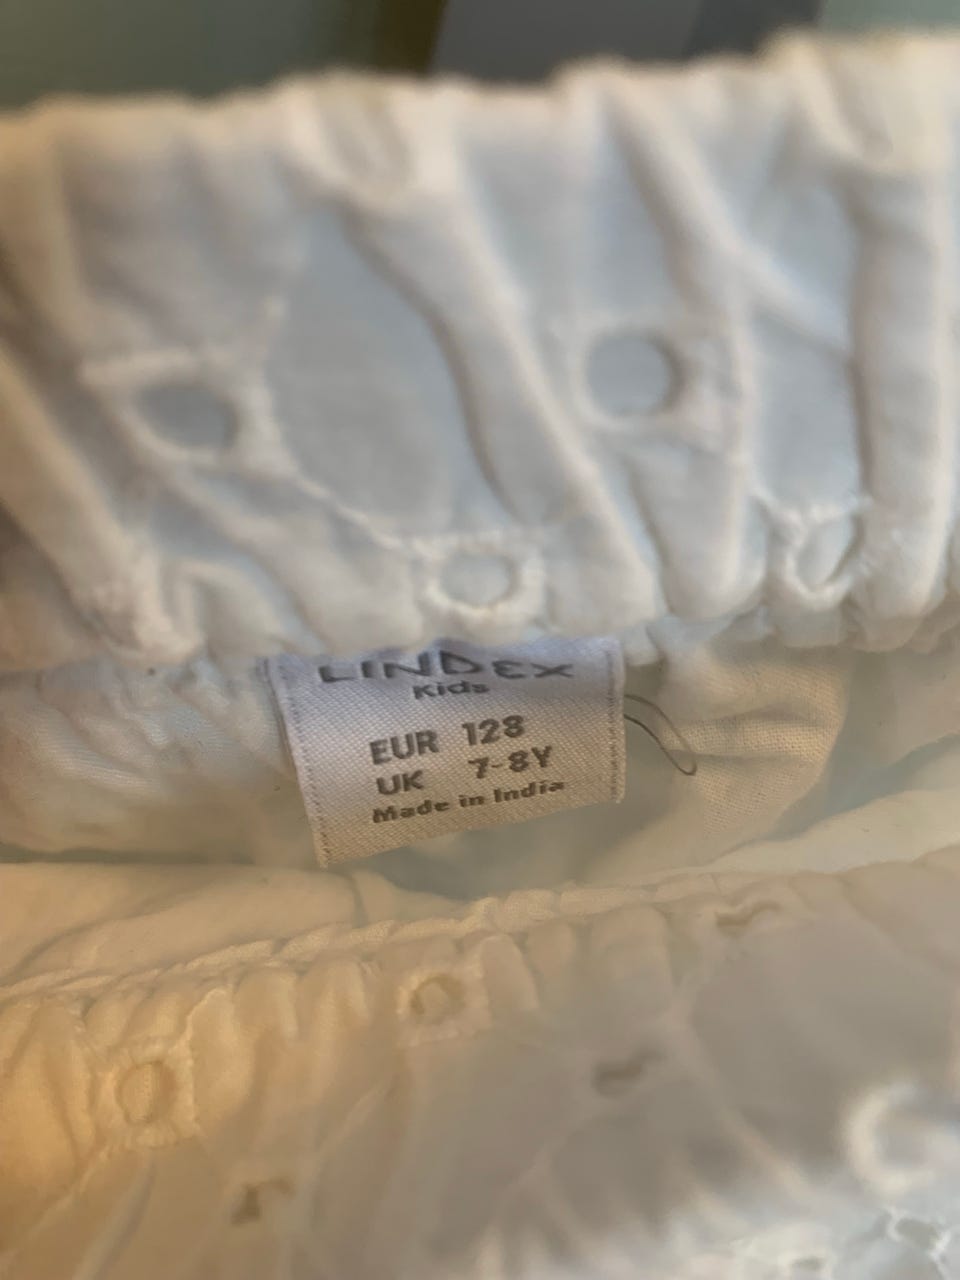 LINDEX
Kids
EUR 128
UK 7-8Y
Made in India